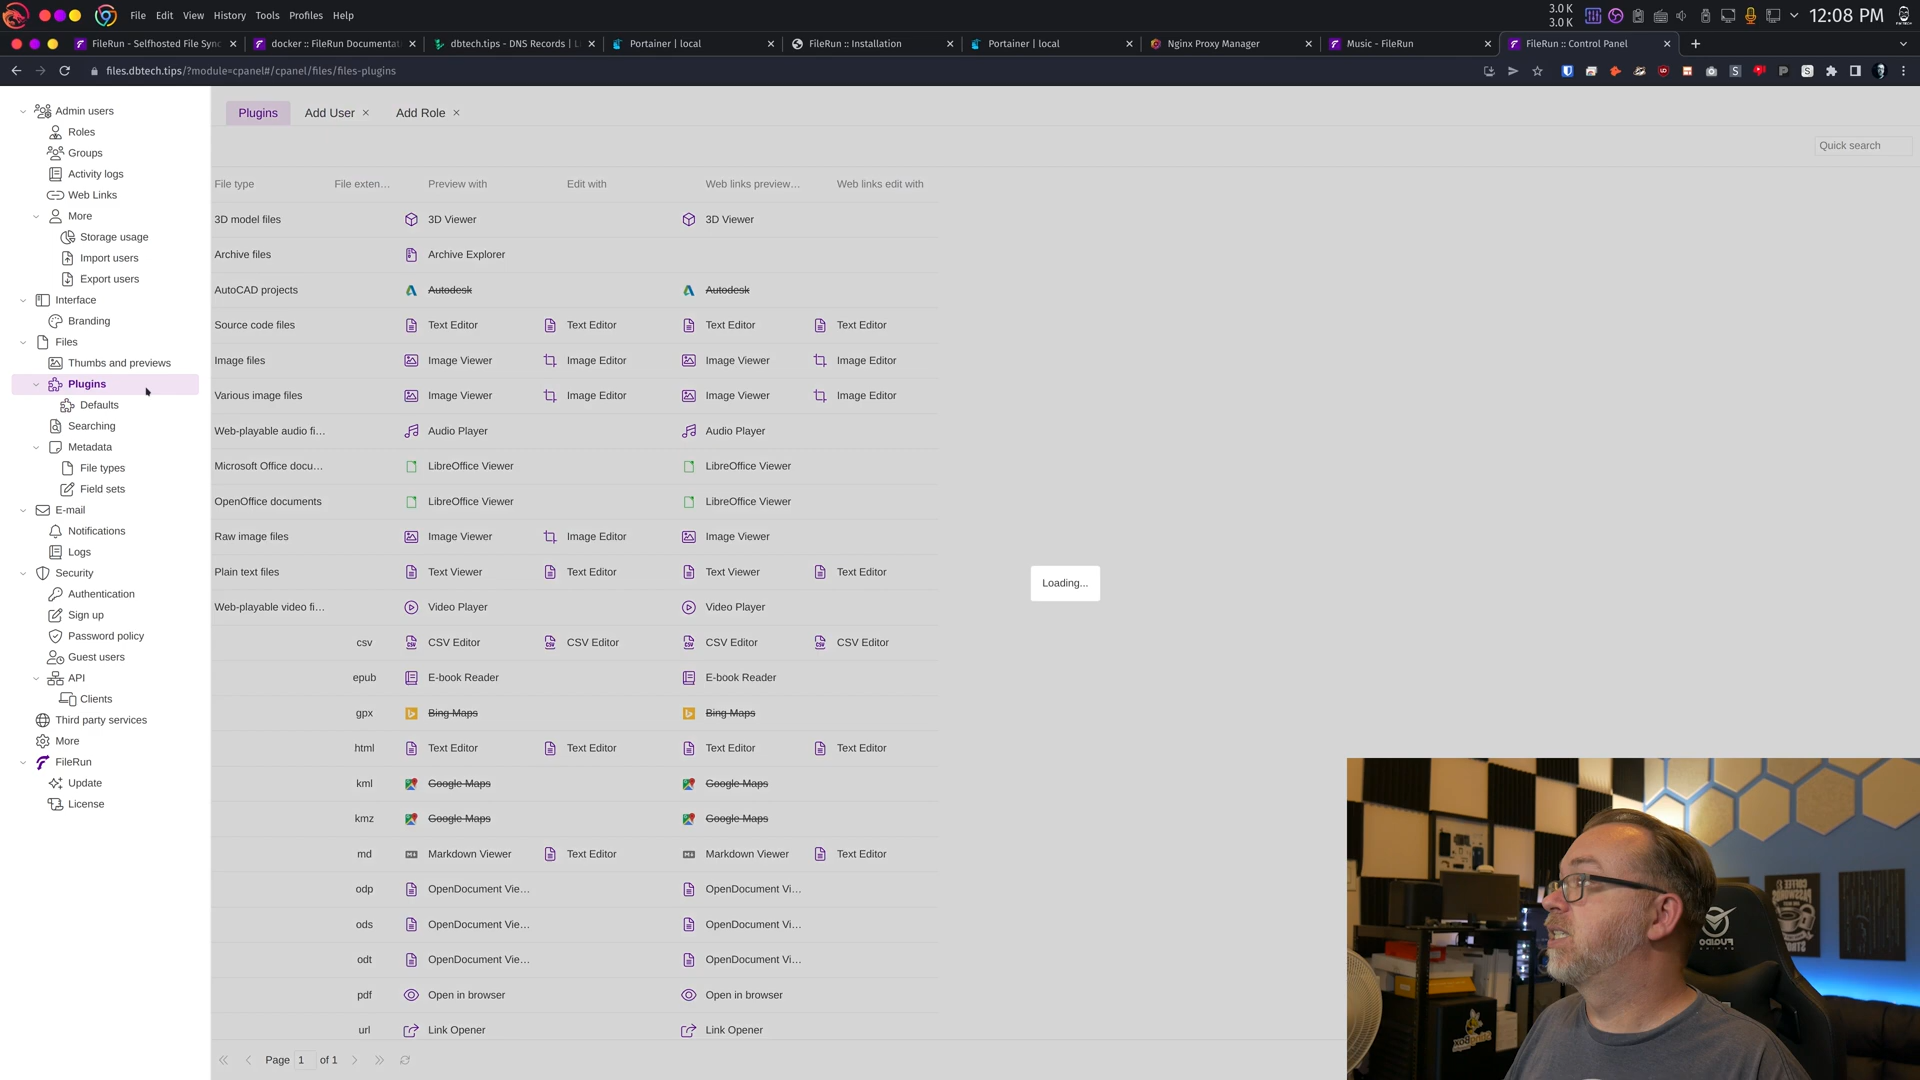 File Edit View History Tools Profiles Help
3.0 K
3.0 K
12:08 PM
FileRun - Selfhosted File Sync
docker :: FileRun Documentat
dbtech.tips - DNS Records | L
Portainer | local
FileRun :: Installation
Portainer | local
Nginx Proxy Manager
Music - FileRun
FileRun :: Control Panel
files.dbtech.tips/?module=cpanel#/cpanel/files/files-plugins
Admin users
Roles
Groups
Activity logs
Web Links
More
Storage usage
Import users
Export users
Interface
Branding
Files
Thumbs and previews
Plugins
Defaults
Searching
Metadata
File types
Field sets
E-mail
Notifications
Logs
Security
Authentication
Sign up
Password policy
Guest users
API
Clients
Third party services
More
FileRun
Update
License
Plugins
Add User
Add Role
Quick search
File type File exten... Preview with Edit with Web links preview... Web links edit with
3D model files 3D Viewer 3D Viewer
Archive files Archive Explorer
AutoCAD projects Autodesk Autodesk
Source code files Text Editor Text Editor Text Editor Text Editor
Image files Image Viewer Image Editor Image Viewer Image Editor
Various image files Image Viewer Image Editor Image Viewer Image Editor
Web-playable audio fi... Audio Player Audio Player
Microsoft Office docu... LibreOffice Viewer LibreOffice Viewer
OpenOffice documents LibreOffice Viewer LibreOffice Viewer
Raw image files Image Viewer Image Editor Image Viewer
Plain text files Text Viewer Text Editor Text Viewer Text Editor
Web-playable video fi... Video Player Video Player
csv CSV Editor CSV Editor CSV Editor CSV Editor
epub E-book Reader E-book Reader
gpx Bing Maps Bing Maps
html Text Editor Text Editor Text Editor Text Editor
kml Google Maps Google Maps
kmz Google Maps Google Maps
md Markdown Viewer Text Editor Markdown Viewer Text Editor
odp OpenDocument Vie... OpenDocument Vi...
ods OpenDocument Vie... OpenDocument Vi...
odt OpenDocument Vie... OpenDocument Vi...
pdf Open in browser Open in browser
url Link Opener Link Opener
Loading...
Page 1 of 1